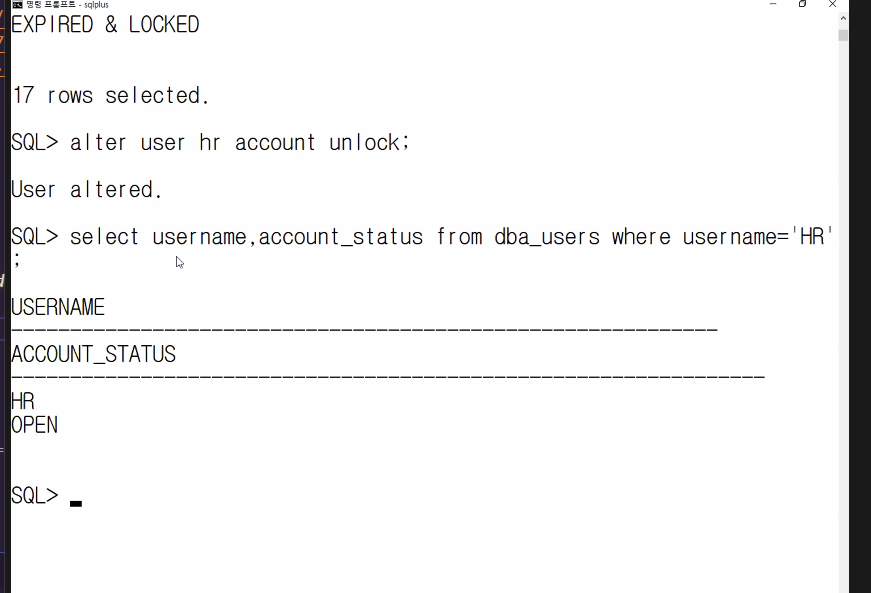 명령 프롬프트 - sqlplus
EXPIRED & LOCKED
17 rows selected.
SQL> alter user hr account unlock;
User altered.
SQL> select username,account_status from dba_users where username='HR'
;
USERNAME
------------------------------------------------------------
ACCOUNT_STATUS
----------------------------------------------------------------
HR
OPEN
SQL>